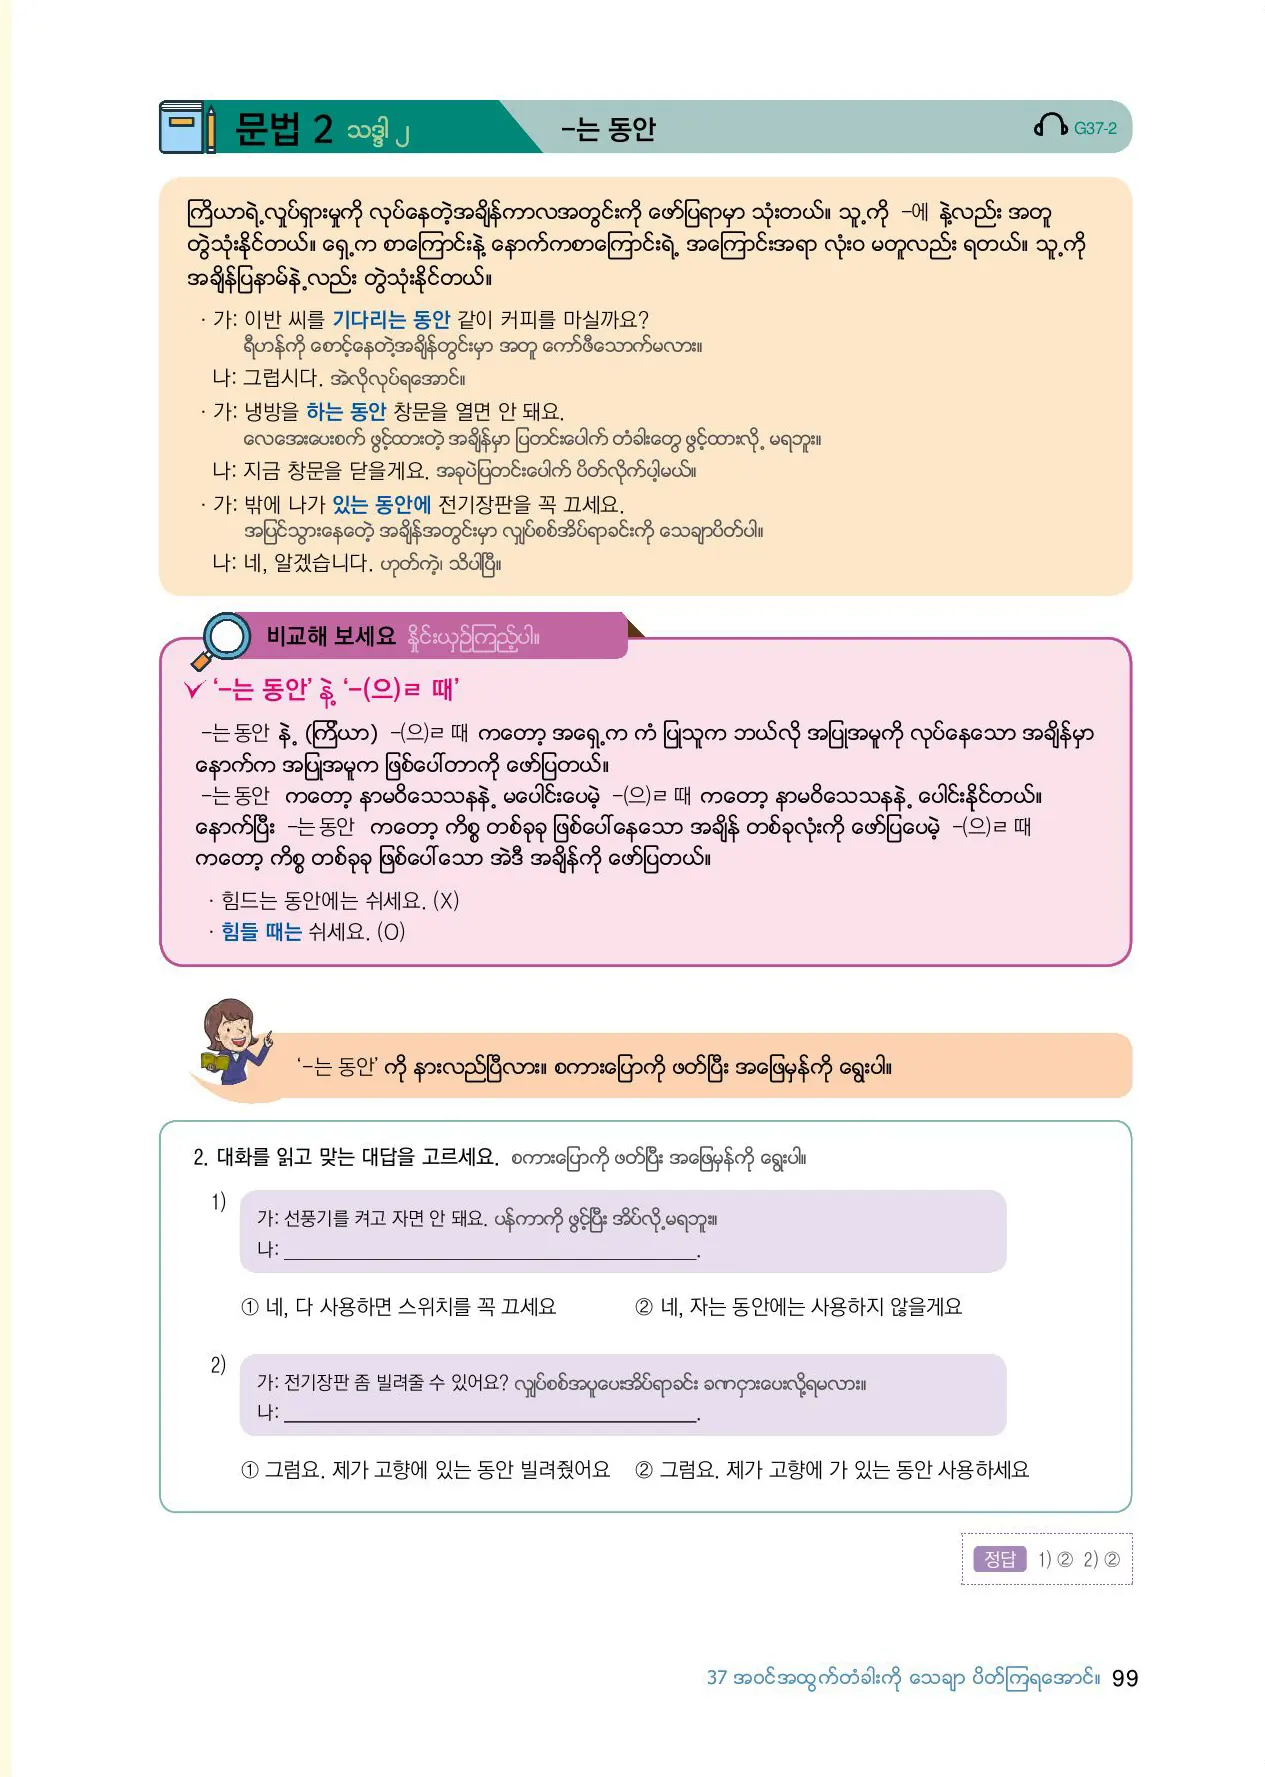 문법 2 သဒ္ဒါ ၂ -는 동안 G37-2
ကြိယာရဲ့လှုပ်ရှားမှုကို လုပ်နေတဲ့အချိန်ကာလအတွင်းကို ဖော်ပြရာမှာ သုံးတယ်။ သူ့ကို -에 နဲ့လည်း အတူ
တွဲသုံးနိုင်တယ်။ ရှေ့က စာကြောင်းနဲ့ နောက်ကစာကြောင်းရဲ့ အကြောင်းအရာ လုံးဝ မတူလည်း ရတယ်။ သူ့ကို
အချိန်ပြနာမ်နဲ့လည်း တွဲသုံးနိုင်တယ်။
· 가: 이반 씨를 기다리는 동안 같이 커피를 마실까요?
ရီဟန်ကို စောင့်နေတဲ့အချိန်တွင်းမှာ အတူ ကော်ဖီသောက်မလား။
나: 그럽시다. အဲလိုလုပ်ရအောင်။
· 가: 냉방을 하는 동안 창문을 열면 안 돼요.
လေအေးပေးစက် ဖွင့်ထားတဲ့ အချိန်မှာ ပြတင်းပေါက် တံခါးတွေ ဖွင့်ထားလို့ မရဘူး။
나: 지금 창문을 닫을게요. အခုပဲပြတင်းပေါက် ပိတ်လိုက်ပါ့မယ်။
· 가: 밖에 나가 있는 동안에 전기장판을 꼭 끄세요.
အပြင်သွားနေတေဲ့ အချိန်အတွင်းမှာ လျှပ်စစ်အိပ်ရာခင်းကို သေချာပိတ်ပါ။
나: 네, 알겠습니다. ဟုတ်ကဲ့၊ သိပါပြီ။
비교해 보세요 နှိုင်းယှဉ်ကြည့်ပါ။
‘-는 동안’ နဲ့ ‘-(으)ㄹ 때’
-는 동안 နဲ့ (ကြိယာ) -(으)ㄹ 때 ကတော့ အရှေ့က ကံ ပြုသူက ဘယ်လို အပြုအမူကို လုပ်နေသော အချိန်မှာ
နောက်က အပြုအမူက ဖြစ်ပေါ်တာကို ဖော်ပြတယ်။
-는 동안 ကတော့ နာမဝိသေသနနဲ့ မပေါင်းပေမဲ့ -(으)ㄹ 때 ကတော့ နာမဝိသေသနနဲ့ ပေါင်းနိုင်တယ်။
နောက်ပြီး -는 동안 ကတော့ ကိစ္စ တစ်ခုခု ဖြစ်ပေါ်နေသော အချိန် တစ်ခုလုံးကို ဖော်ပြပေမဲ့ -(으)ㄹ 때
ကတော့ ကိစ္စ တစ်ခုခု ဖြစ်ပေါ်သော အဲဒီ အချိန်ကို ဖော်ပြတယ်။
· 힘드는 동안에는 쉬세요. (X)
· 힘들 때는 쉬세요. (O)
‘-는 동안’ ကို နားလည်ပြီလား။ စကားပြောကို ဖတ်ပြီး အဖြေမှန်ကို ရွေးပါ။
2. 대화를 읽고 맞는 대답을 고르세요. စကားပြောကို ဖတ်ပြီး အဖြေမှန်ကို ရွေးပါ။
1)
가: 선풍기를 켜고 자면 안 돼요. ပန်ကာကို ဖွင့်ပြီး အိပ်လို့မရဘူး။
나: ____________________.
① 네, 다 사용하면 스위치를 꼭 끄세요 ② 네, 자는 동안에는 사용하지 않을게요
2)
가: 전기장판 좀 빌려줄 수 있어요? လျှပ်စစ်အပူပေးအိပ်ရာခင်း ခဏငှားပေးလို့ရမလား။
나: ____________________.
① 그럼요. 제가 고향에 있는 동안 빌려줬어요 ② 그럼요. 제가 고향에 가 있는 동안 사용하세요
정답 1) ② 2) ②
37 အဝင်အထွက်တံခါးကို သေချာ ပိတ်ကြရအောင်။ 99